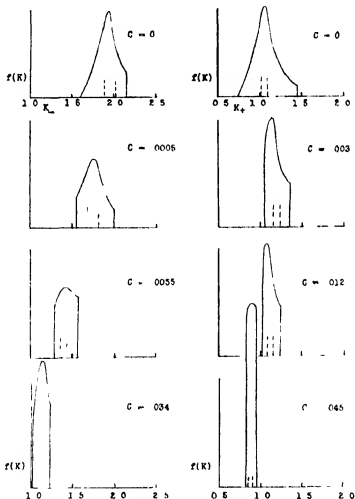 C = 0
C = 0
f(K)
f(K)
1 0 1 5 2 0 2 5
0 5 1 0 1 5 2 0
K_
K+
C = 0005
C = 003
C = 0055
C = 012
C = 034
C 045
f(K)
f(K)
1 0 1 5 2 0 2 5
0 5 1 0 1 5 2 0